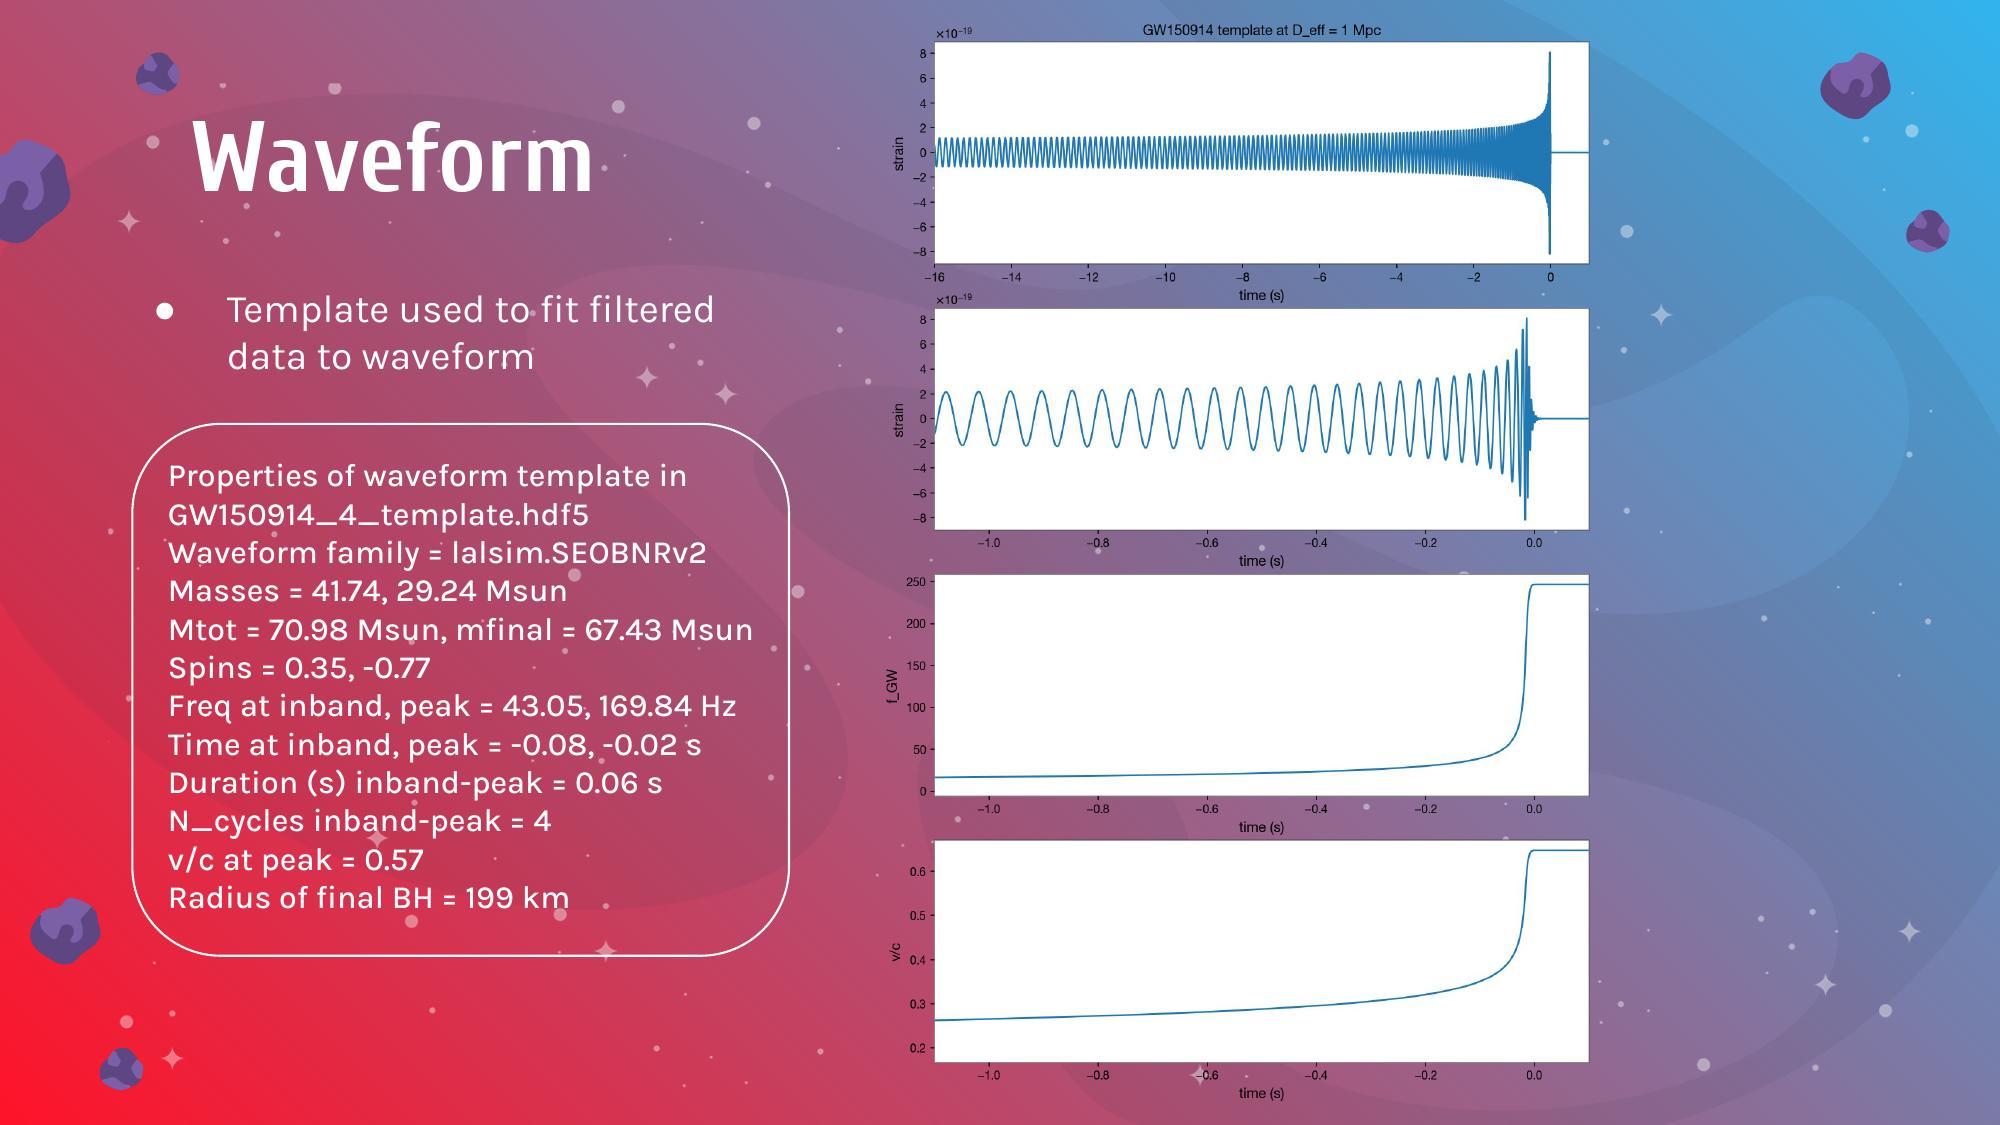 Waveform
● Template used to fit filtered
data to waveform
Properties of waveform template in
GW150914_4_template.hdf5
Waveform family = lalsim.SEOBNRv2
Masses = 41.74, 29.24 Msun
Mtot = 70.98 Msun, mfinal = 67.43 Msun
Spins = 0.35, -0.77
Freq at inband, peak = 43.05, 169.84 Hz
Time at inband, peak = -0.08, -0.02 s
Duration (s) inband-peak = 0.06 s
N_cycles inband-peak = 4
v/c at peak = 0.57
Radius of final BH = 199 km
GW150914 template at D_eff = 1 Mpc
×10⁻¹⁹
8
6
4
2
0
−2
−4
−6
−8
strain
−16 −14 −12 −10 −8 −6 −4 −2 0
time (s)
×10⁻¹⁹
8
6
4
2
0
−2
−4
−6
−8
strain
−1.0 −0.8 −0.6 −0.4 −0.2 0.0
time (s)
250
200
150
100
50
0
f_GW
−1.0 −0.8 −0.6 −0.4 −0.2 0.0
time (s)
0.6
0.5
0.4
0.3
0.2
v/c
−1.0 −0.8 −0.6 −0.4 −0.2 0.0
time (s)